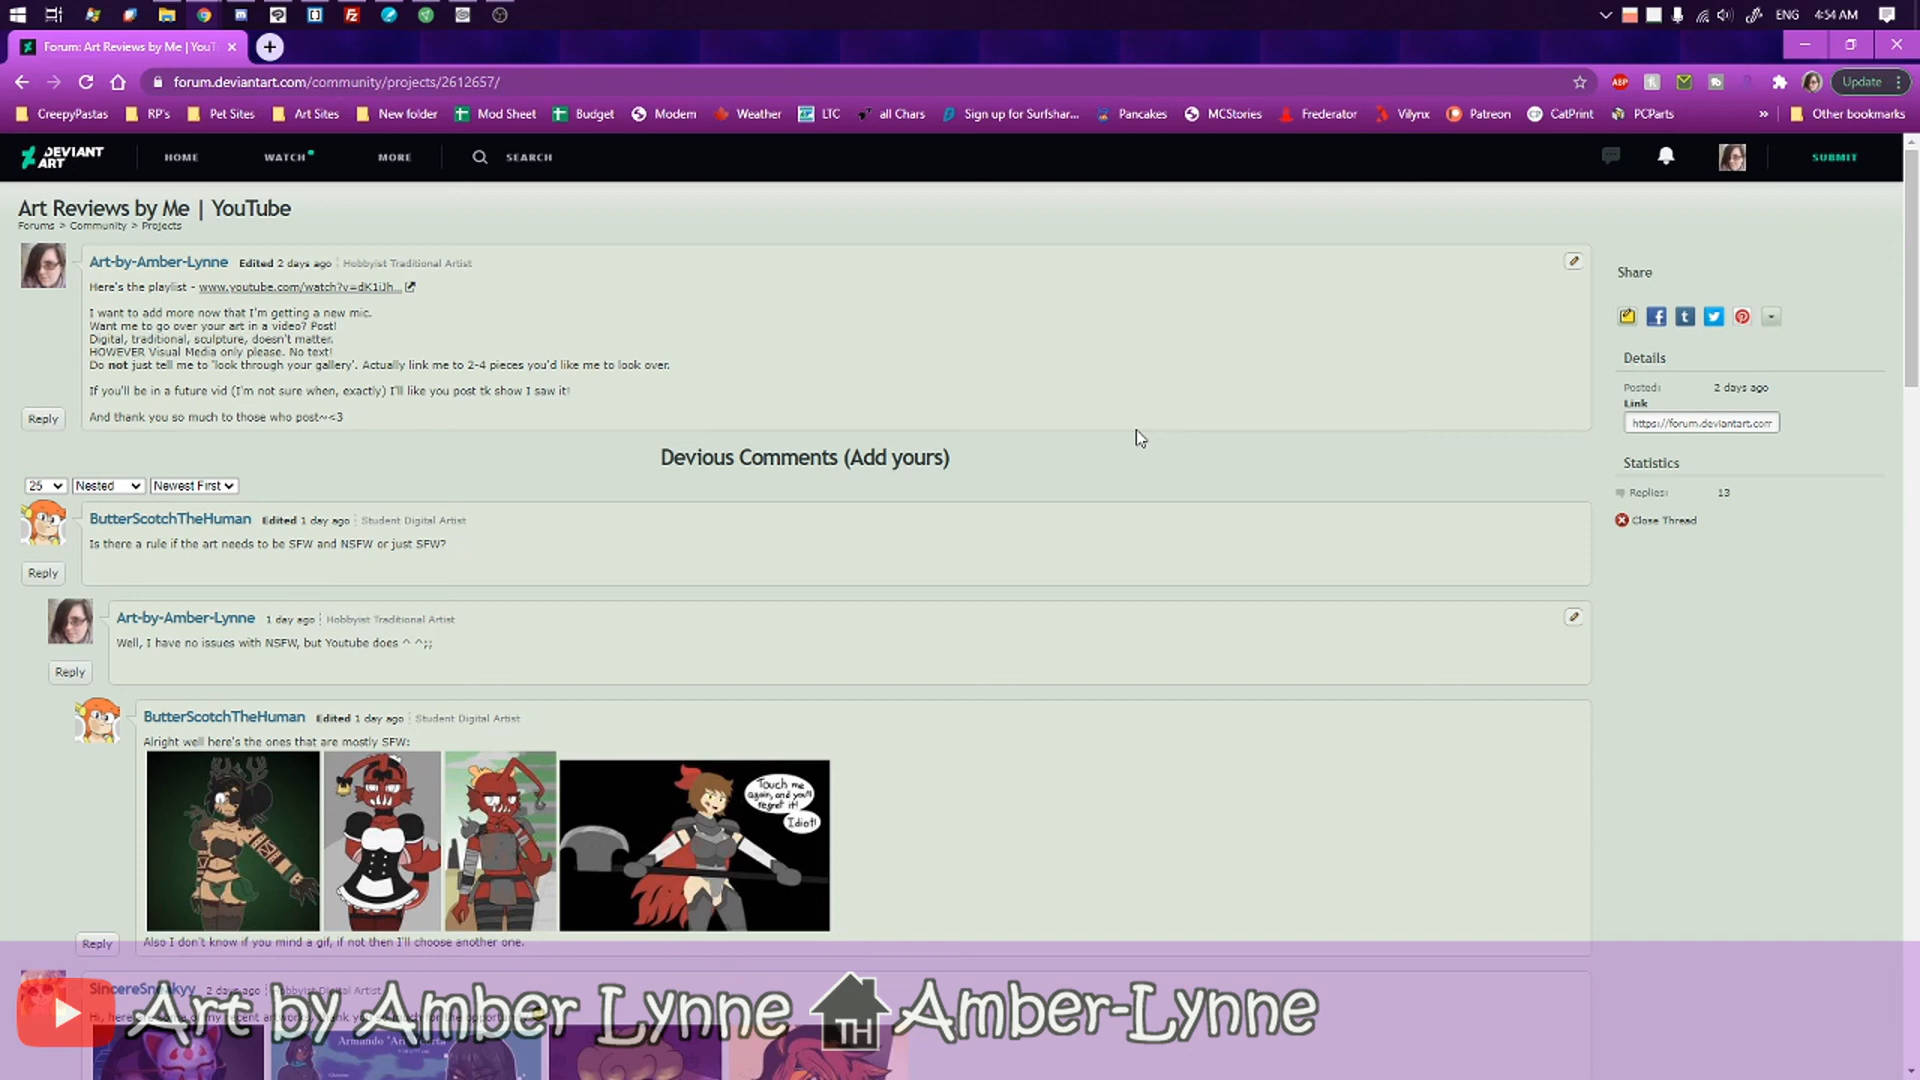 ENG
4:54 AM
Forum: Art Reviews by Me | YouT
forum.deviantart.com/community/projects/2612657/
ABP
Update
CreepyPastas
RP's
Pet Sites
Art Sites
New folder
Mod Sheet
Budget
Modem
Weather
LTC
all Chars
Sign up for Surfshar...
Pancakes
MCStories
Frederator
Vilynx
Patreon
CatPrint
PCParts
Other bookmarks
DEVIANT ART
HOME
WATCH
MORE
SEARCH
SUBMIT
Art Reviews by Me | YouTube
Forums > Community > Projects
Art-by-Amber-Lynne Edited 2 days ago Hobbyist Traditional Artist
Here's the playlist - www.youtube.com/watch?v=dK1iJh...
I want to add more now that I'm getting a new mic.
Want me to go over your art in a video? Post!
Digital, traditional, sculpture, doesn't matter.
HOWEVER Visual Media only please. No text!
Do not just tell me to "look through your gallery". Actually link me to 2-4 pieces you'd like me to look over.
If you'll be in a future vid (I'm not sure when, exactly) I'll like you post tk show I saw it!
And thank you so much to those who post~<3
Reply
Share
Details
Posted: 2 days ago
Link
https://forum.deviantart.com
Statistics
Replies: 13
Close Thread
Devious Comments (Add yours)
25
Nested
Newest First
ButterScotchTheHuman Edited 1 day ago Student Digital Artist
Is there a rule if the art needs to be SFW and NSFW or just SFW?
Reply
Art-by-Amber-Lynne 1 day ago Hobbyist Traditional Artist
Well, I have no issues with NSFW, but Youtube does ^ ^;;
Reply
ButterScotchTheHuman Edited 1 day ago Student Digital Artist
Alright well here's the ones that are mostly SFW:
Touch me
again, and you'll
regret it!
Idiot!
Also I don't know if you mind a gif, if not then I'll choose another one.
Reply
SincereSneakyy 2 days ago Hobbyist Digital Artist
Art by Amber Lynne
TH
Amber-Lynne
Armando "Ari"